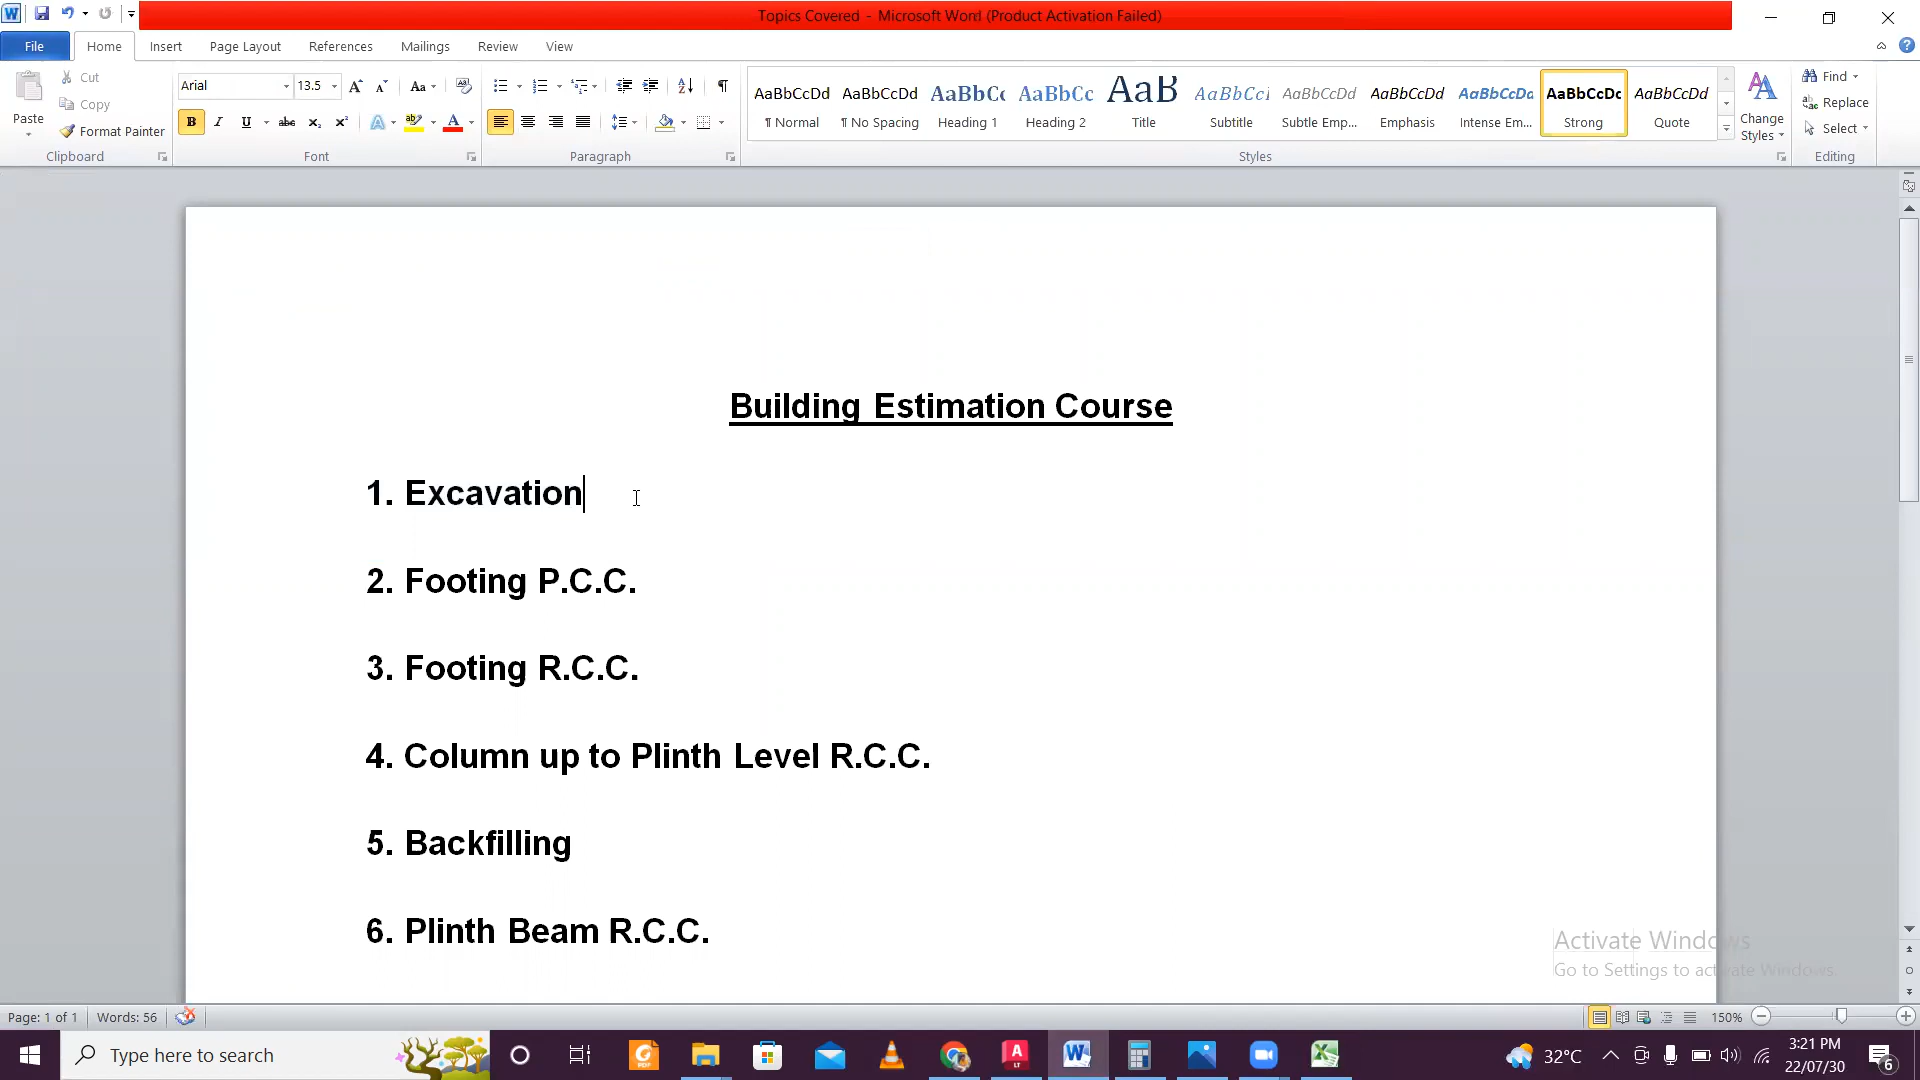 Topics Covered - Microsoft Word (Product Activation Failed)
File Home Insert Page Layout References Mailings Review View
Paste Cut Copy Format Painter
Clipboard
Arial 13.5
Font
Paragraph
AaBbCcDd AaBbCcDd AaBbCc AaBbCc AaB AaBbCcI AaBbCcDd AaBbCcDd AaBbCcDd AaBbCcDc AaBbCcDd
¶ Normal ¶ No Spacing Heading 1 Heading 2 Title Subtitle Subtle Emp... Emphasis Intense Em... Strong Quote
Styles
Change Styles
Find
Replace
Select
Editing
Building Estimation Course
1. Excavation
2. Footing P.C.C.
3. Footing R.C.C.
4. Column up to Plinth Level R.C.C.
5. Backfilling
6. Plinth Beam R.C.C.
Activate Windows
Go to Settings to activate Windows.
Page: 1 of 1 Words: 56 150%
Type here to search
32°C
3:21 PM
22/07/30
6